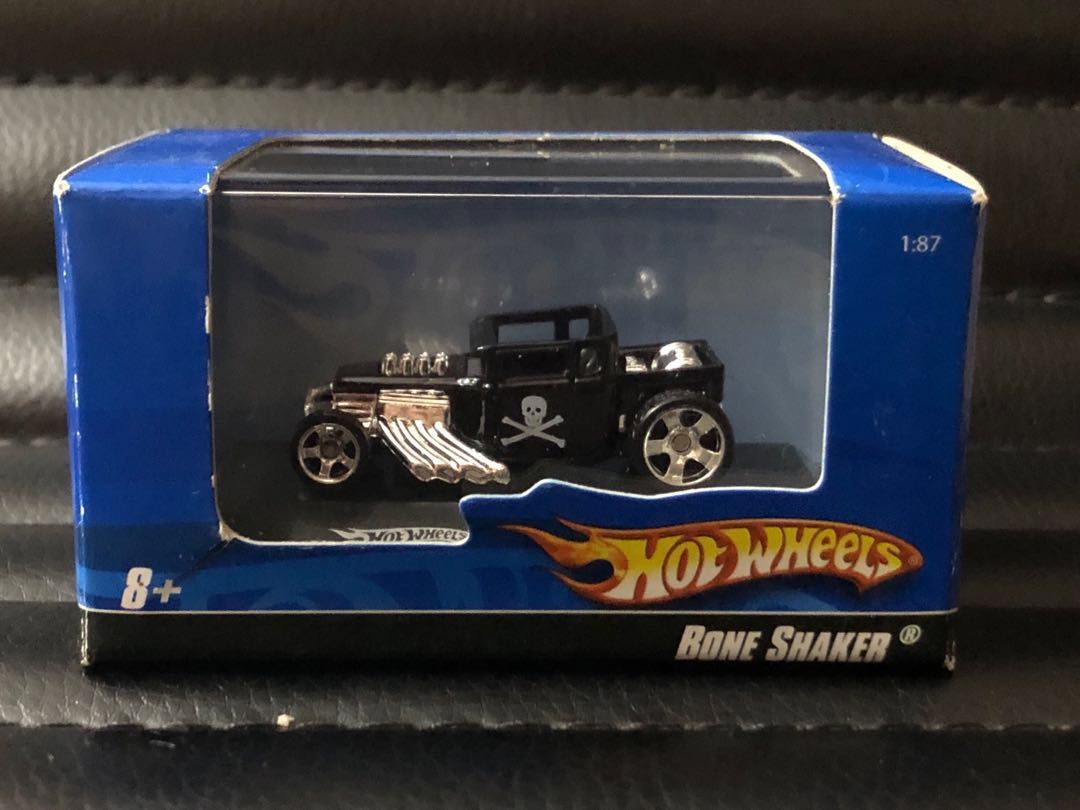 1:87
HOT WHEELS
HOT WHEELS
8+
BONE SHAKER®